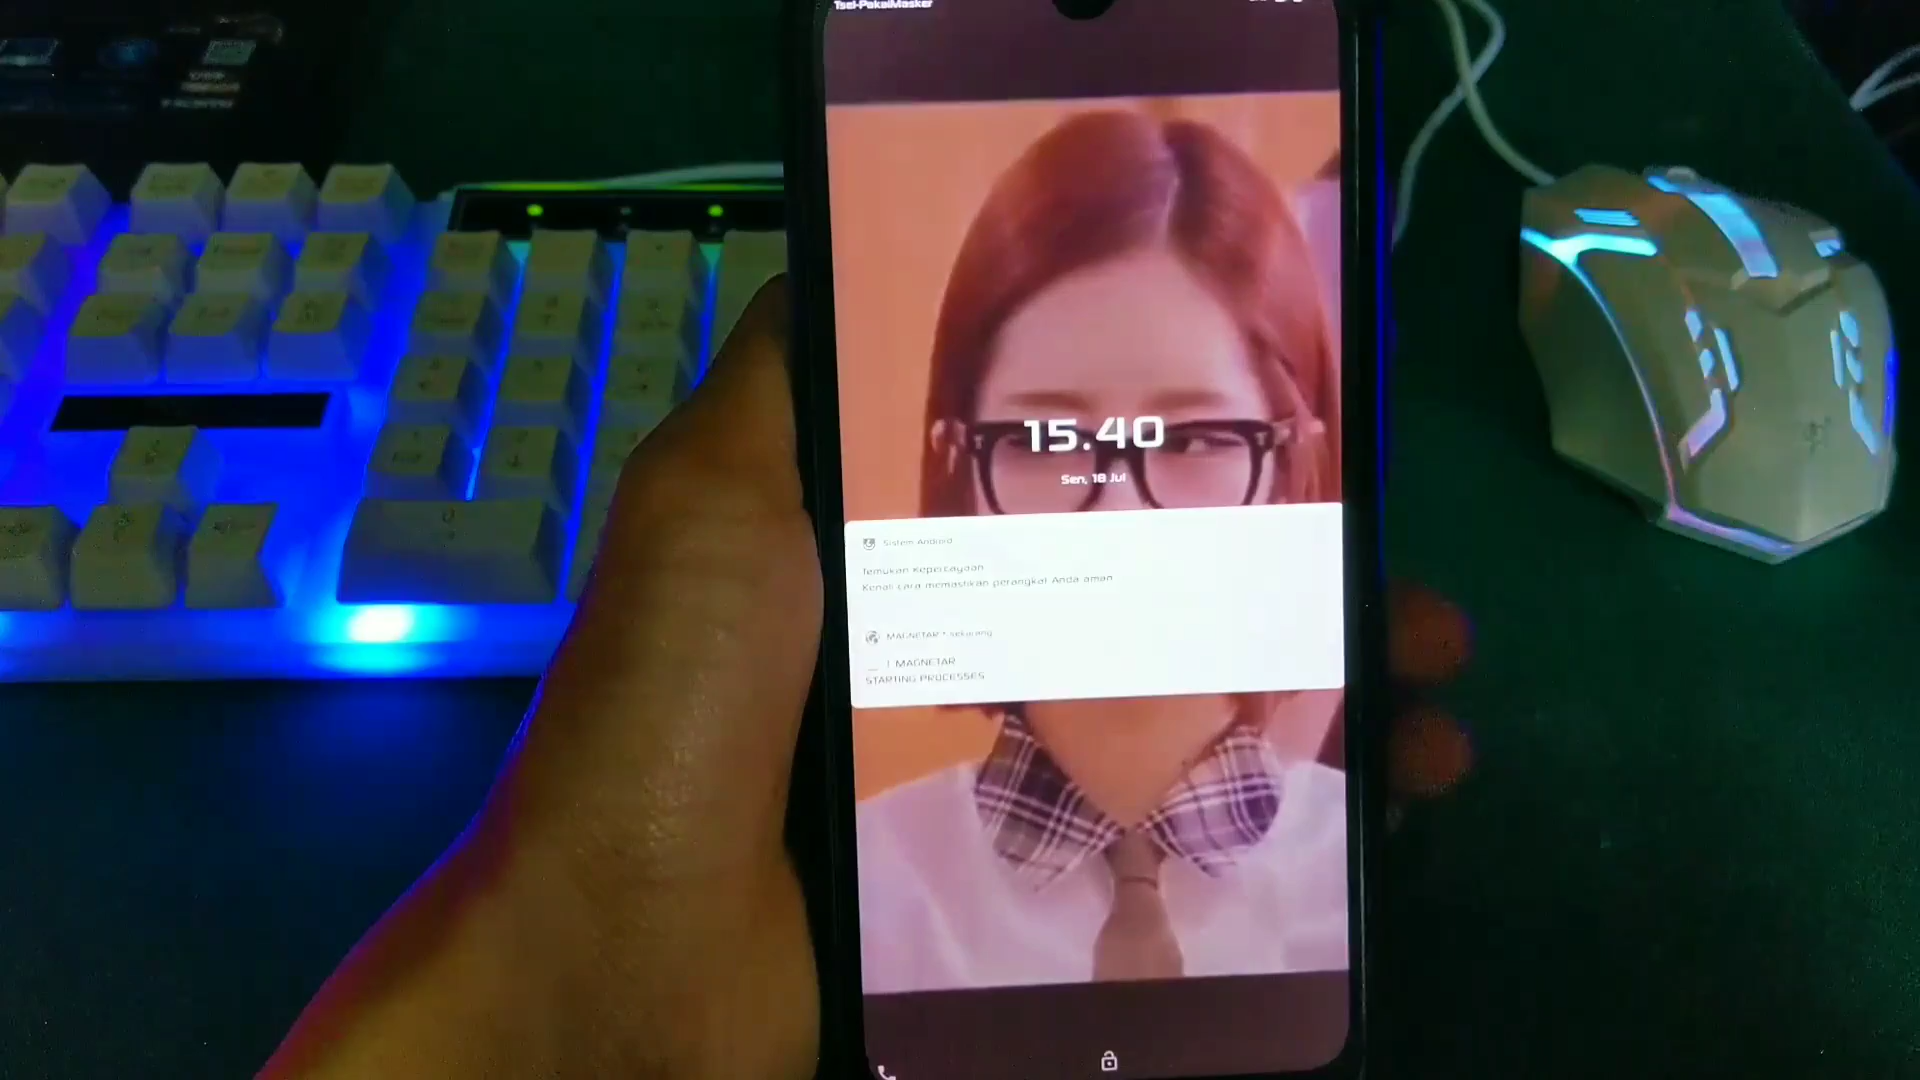 Tsel-PakaiMasker
15.40
Sen, 18 Jul
Sistem Android
Temukan Kepercayaan
Kenali cara memastikan perangkat Anda aman
MAGNETAR • sekarang
__ | MAGNETAR
STARTING PROCESSES